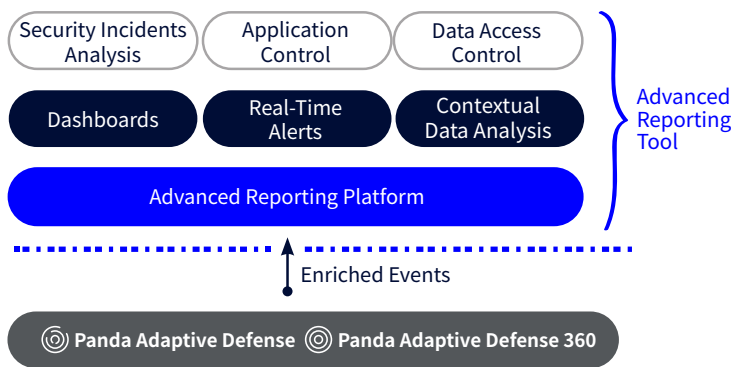 Security Incidents
Analysis
Application
Control
Data Access
Control
Dashboards
Real-Time
Alerts
Contextual
Data Analysis
Advanced
Reporting
Tool
Advanced Reporting Platform
Enriched Events
Panda Adaptive Defense
Panda Adaptive Defense 360